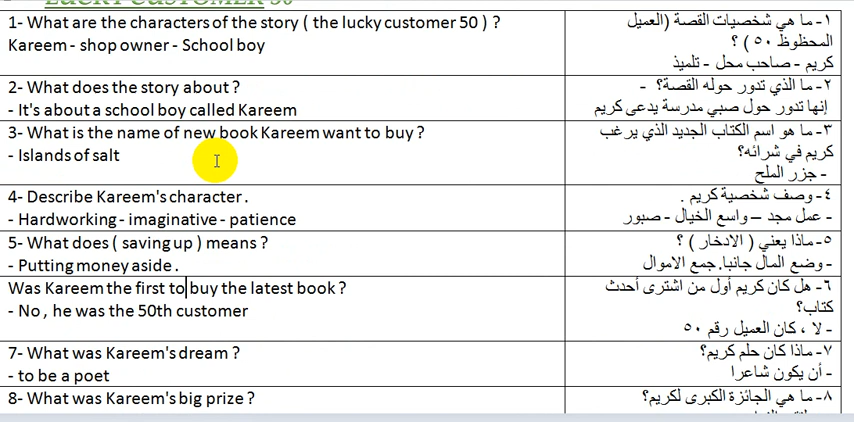 LUCKY CUSTOMER 50
1- What are the characters of the story ( the lucky customer 50 ) ?
Kareem - shop owner - School boy
١- ما هي شخصيات القصة (العميل
المحظوظ ٥٠) ؟
كريم - صاحب محل - تلميذ
2- What does the story about ?
- It's about a school boy called Kareem
٢- ما الذي تدور حوله القصة؟ -
إنها تدور حول صبي مدرسة يدعى كريم
3- What is the name of new book Kareem want to buy ?
- Islands of salt
٣- ما هو اسم الكتاب الجديد الذي يرغب
كريم في شرائه؟
- جزر الملح
4- Describe Kareem's character .
- Hardworking - imaginative - patience
٤- وصف شخصية كريم .
- عمل مجد – واسع الخيال - صبور
5- What does ( saving up ) means ?
- Putting money aside .
٥- ماذا يعني ( الادخار ) ؟
- وضع المال جانبا. جمع الاموال
Was Kareem the first to buy the latest book ?
- No , he was the 50th customer
٦- هل كان كريم أول من اشترى أحدث
كتاب؟
- لا ، كان العميل رقم ٥٠
7- What was Kareem's dream ?
- to be a poet
٧- ماذا كان حلم كريم؟
- أن يكون شاعرا
8- What was Kareem's big prize ?
٨- ما هي الجائزة الكبرى لكريم؟